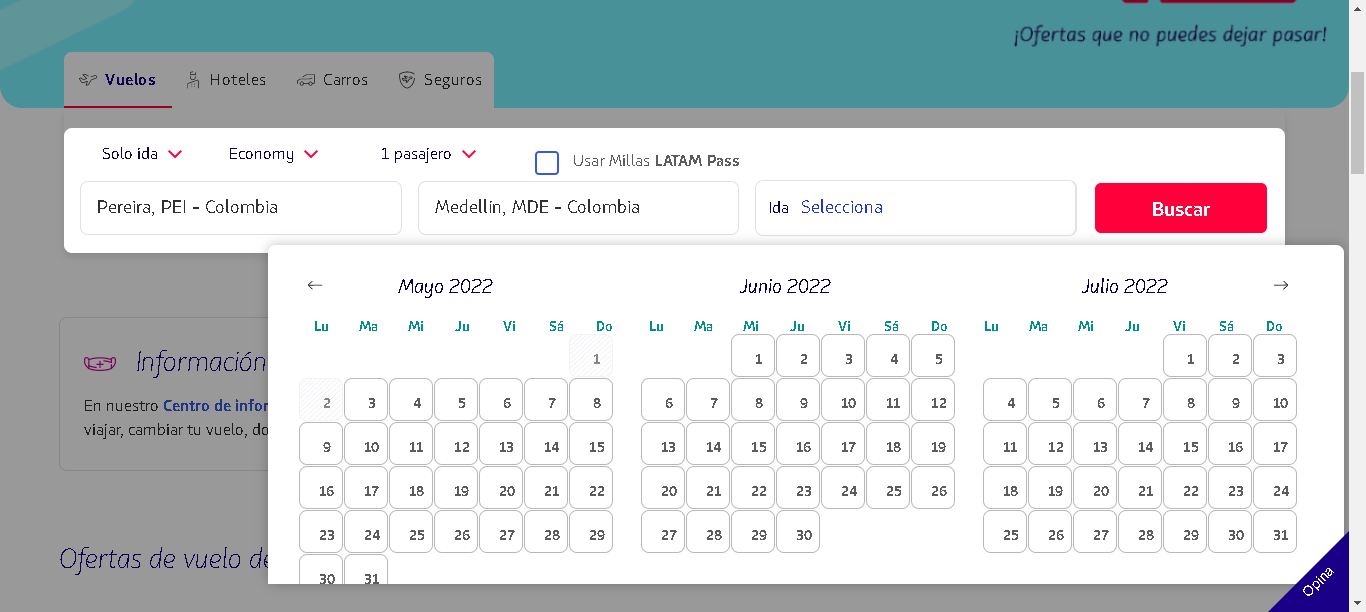 ¡Ofertas que no puedes dejar pasar!
Vuelos Hoteles Carros Seguros
Solo ida Economy 1 pasajero Usar Millas LATAM Pass
Pereira, PEI - Colombia Medellín, MDE - Colombia Ida Selecciona Buscar
← Mayo 2022 Junio 2022 Julio 2022 →
Lu Ma Mi Ju Vi Sá Do Lu Ma Mi Ju Vi Sá Do Lu Ma Mi Ju Vi Sá Do
1 1 2 3 4 5 1 2 3
2 3 4 5 6 7 8 6 7 8 9 10 11 12 4 5 6 7 8 9 10
9 10 11 12 13 14 15 13 14 15 16 17 18 19 11 12 13 14 15 16 17
16 17 18 19 20 21 22 20 21 22 23 24 25 26 18 19 20 21 22 23 24
23 24 25 26 27 28 29 27 28 29 30 25 26 27 28 29 30 31
30 31
Información
En nuestro Centro de infor
viajar, cambiar tu vuelo, do
Ofertas de vuelo de
Opina